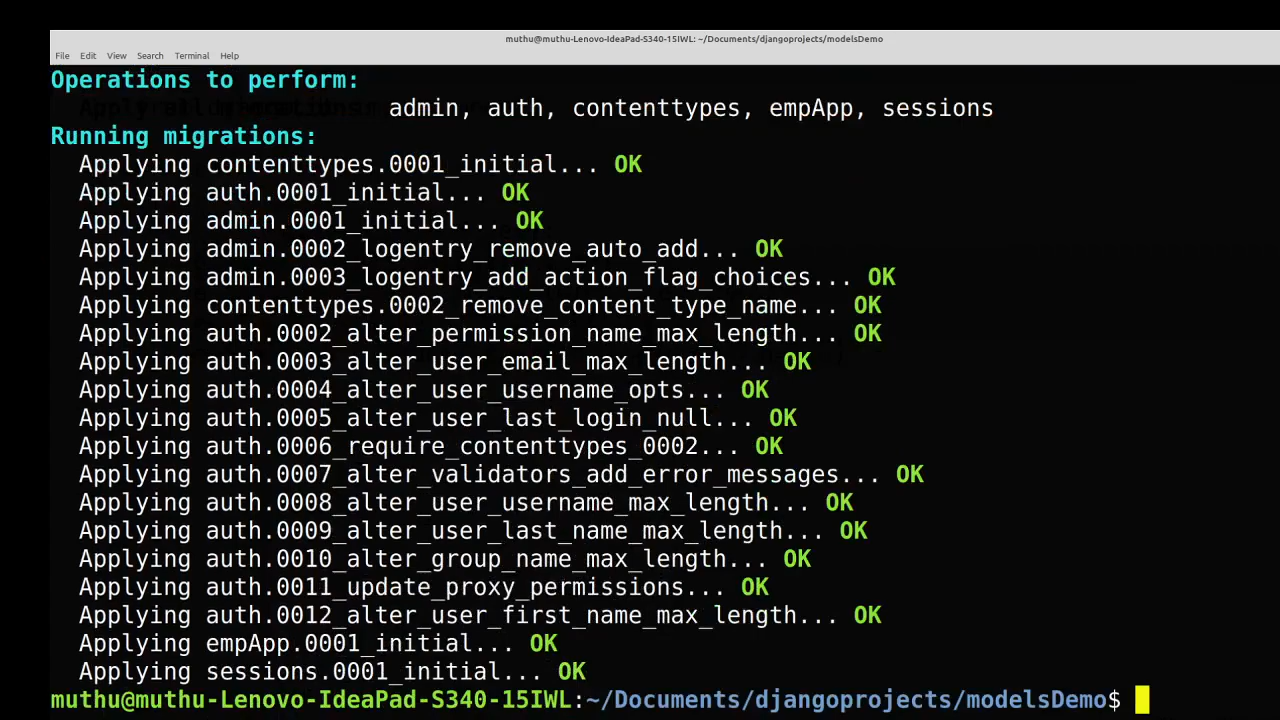 muthu@muthu-Lenovo-IdeaPad-S340-15IWL: ~/Documents/djangoprojects/modelsDemo
File Edit View Search Terminal Help
Operations to perform:
Apply all migrations: admin, auth, contenttypes, empApp, sessions
Running migrations:
Applying contenttypes.0001_initial... OK
Applying auth.0001_initial... OK
Applying admin.0001_initial... OK
Applying admin.0002_logentry_remove_auto_add... OK
Applying admin.0003_logentry_add_action_flag_choices... OK
Applying contenttypes.0002_remove_content_type_name... OK
Applying auth.0002_alter_permission_name_max_length... OK
Applying auth.0003_alter_user_email_max_length... OK
Applying auth.0004_alter_user_username_opts... OK
Applying auth.0005_alter_user_last_login_null... OK
Applying auth.0006_require_contenttypes_0002... OK
Applying auth.0007_alter_validators_add_error_messages... OK
Applying auth.0008_alter_user_username_max_length... OK
Applying auth.0009_alter_user_last_name_max_length... OK
Applying auth.0010_alter_group_name_max_length... OK
Applying auth.0011_update_proxy_permissions... OK
Applying auth.0012_alter_user_first_name_max_length... OK
Applying empApp.0001_initial... OK
Applying sessions.0001_initial... OK
muthu@muthu-Lenovo-IdeaPad-S340-15IWL:~/Documents/djangoprojects/modelsDemo$